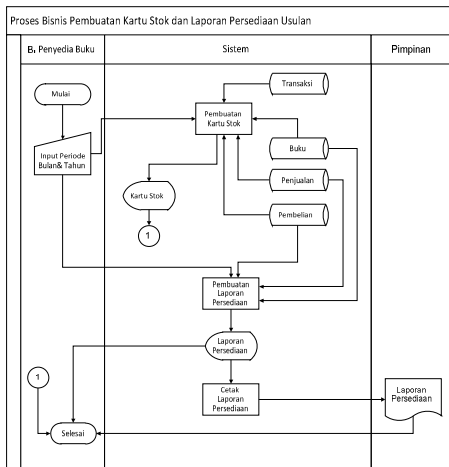 Proses Bisnis Pembuatan Kartu Stok dan Laporan Persediaan Usulan
B. Penyedia Buku
Sistem
Pimpinan
Mulai
Input Periode
Bulan& Tahun
Transaksi
Pembuatan
Kartu Stok
Buku
Penjualan
Pembelian
Kartu Stok
1
Pembuatan
Laporan
Persediaan
Laporan
Persediaan
Cetak
Laporan
Persediaan
Laporan
Persediaan
1
Selesai